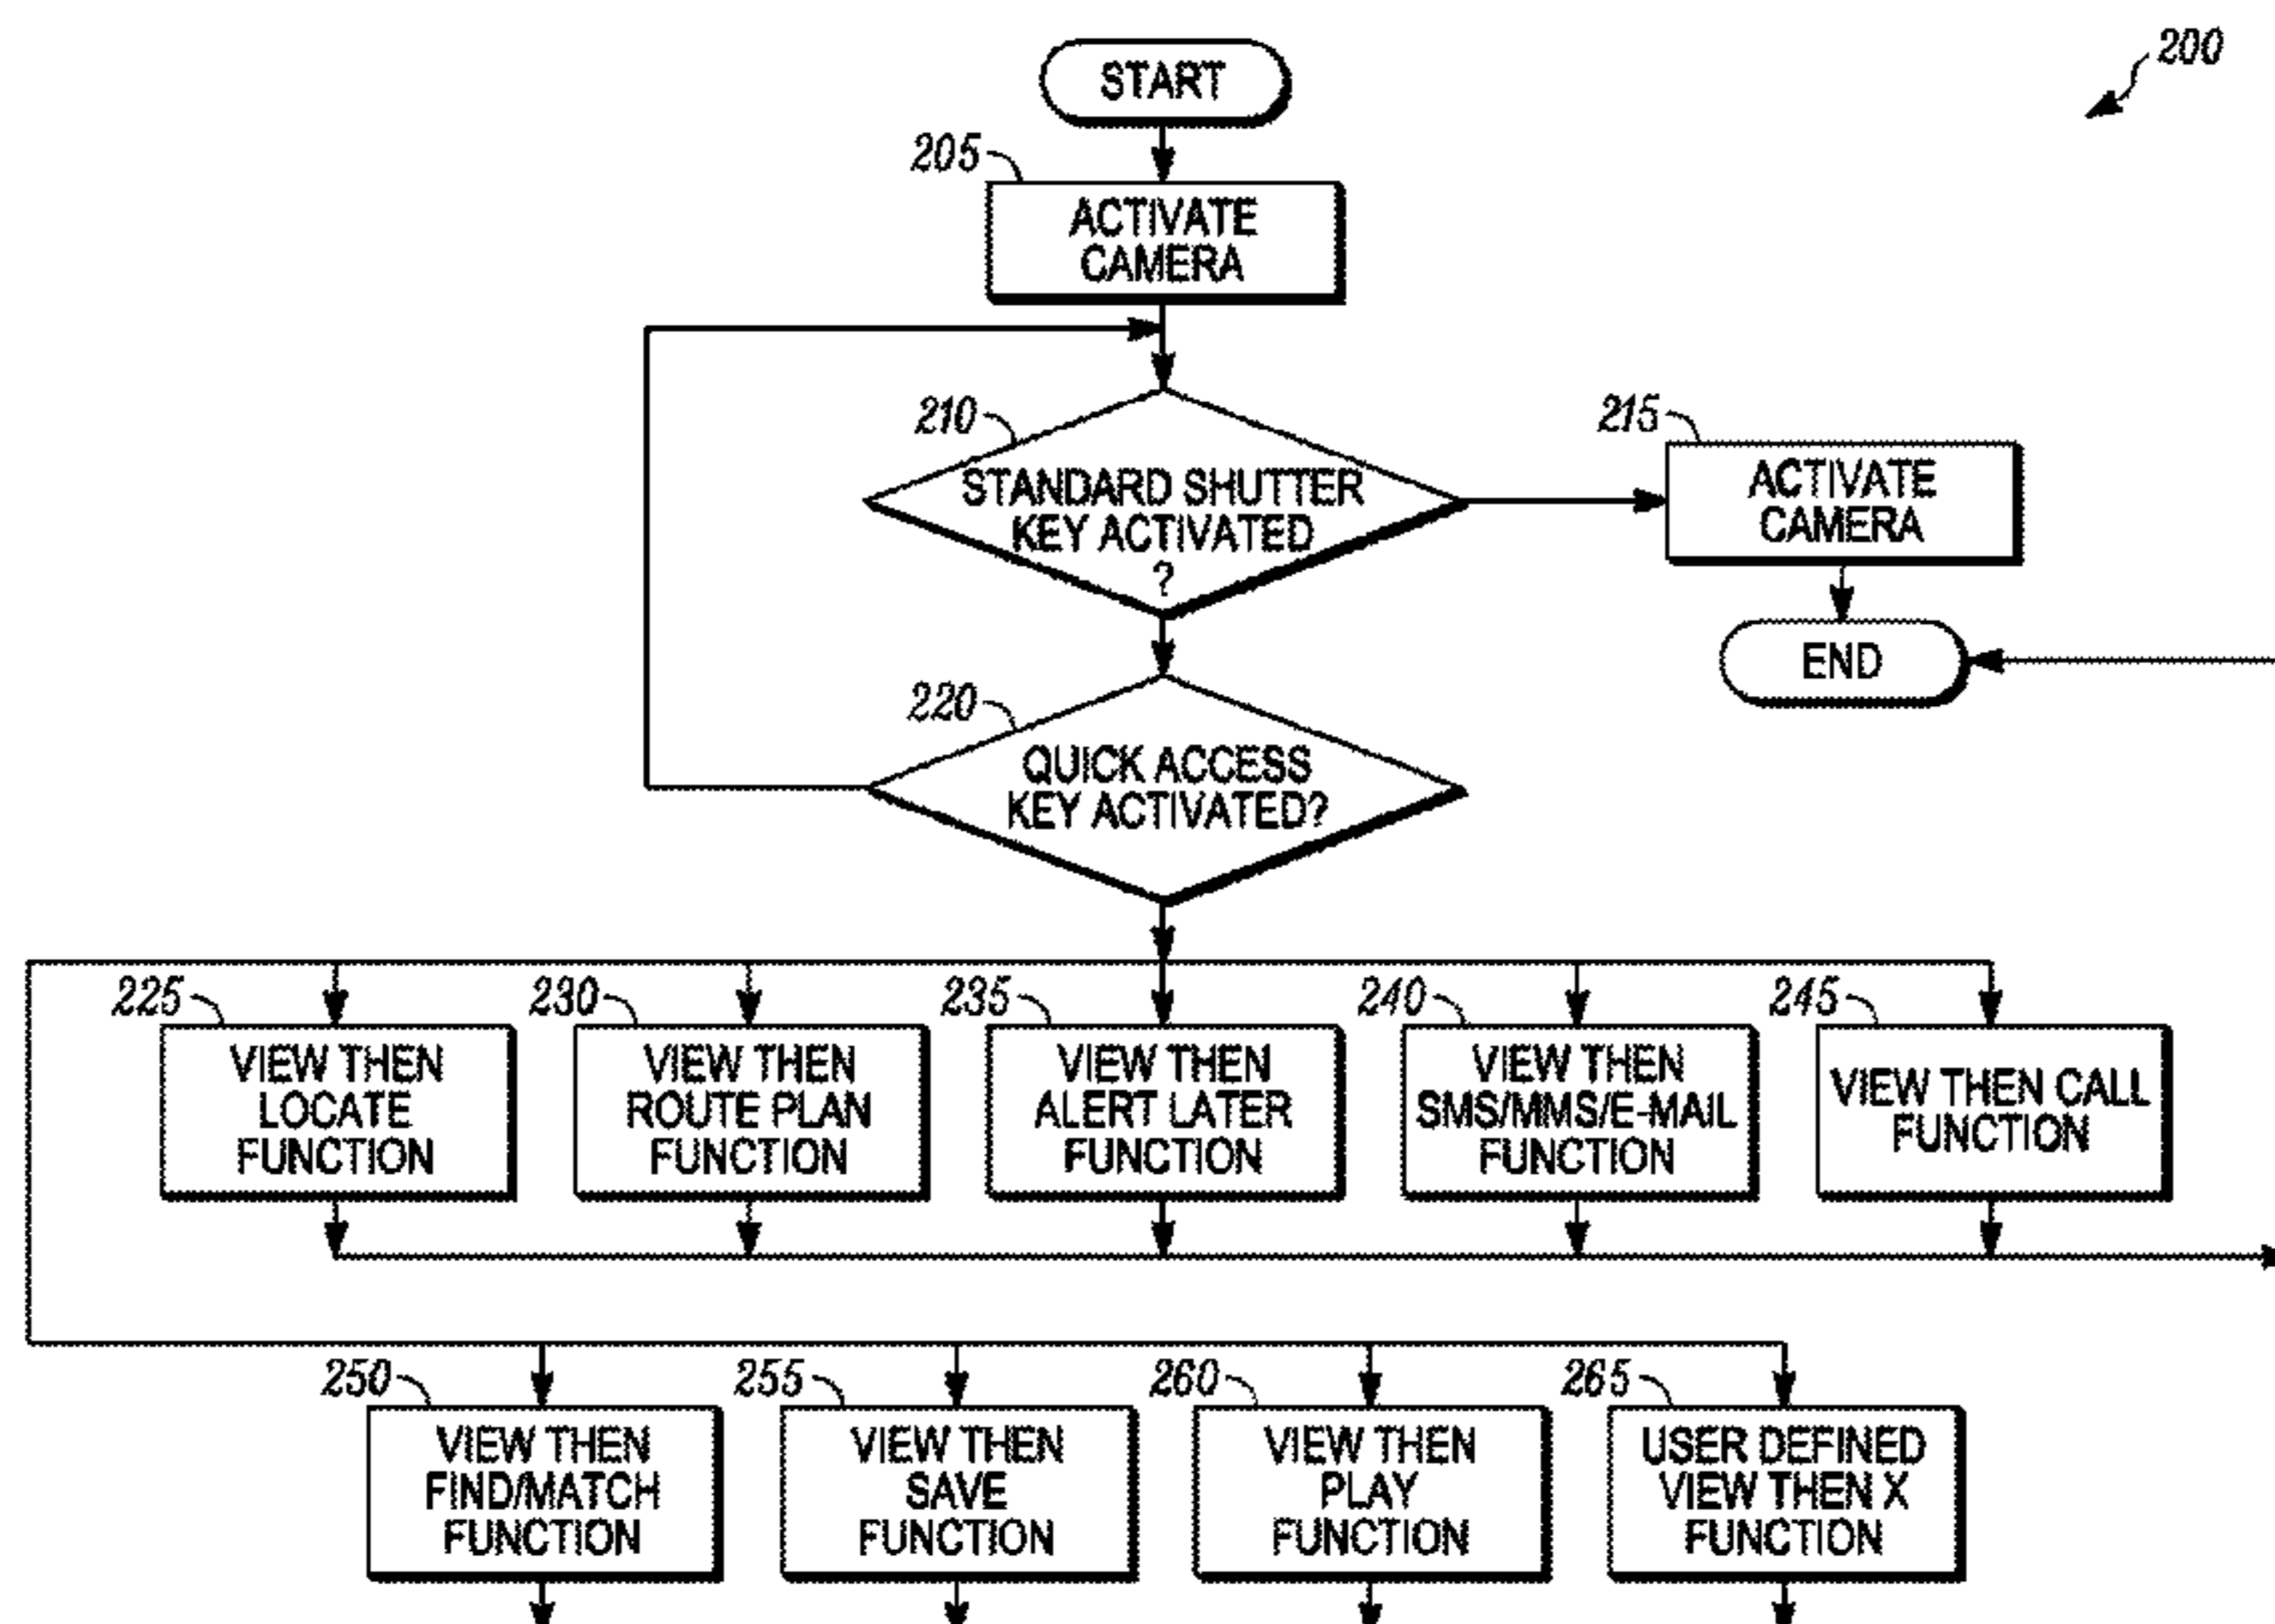 200
START
205
ACTIVATE
CAMERA
210
STANDARD SHUTTER
KEY ACTIVATED
?
215
ACTIVATE
CAMERA
END
220
QUICK ACCESS
KEY ACTIVATED?
225
VIEW THEN
LOCATE
FUNCTION
230
VIEW THEN
ROUTE PLAN
FUNCTION
235
VIEW THEN
ALERT LATER
FUNCTION
240
VIEW THEN
SMS/MMS/E-MAIL
FUNCTION
245
VIEW THEN CALL
FUNCTION
250
VIEW THEN
FIND/MATCH
FUNCTION
255
VIEW THEN
SAVE
FUNCTION
260
VIEW THEN
PLAY
FUNCTION
265
USER DEFINED
VIEW THEN X
FUNCTION